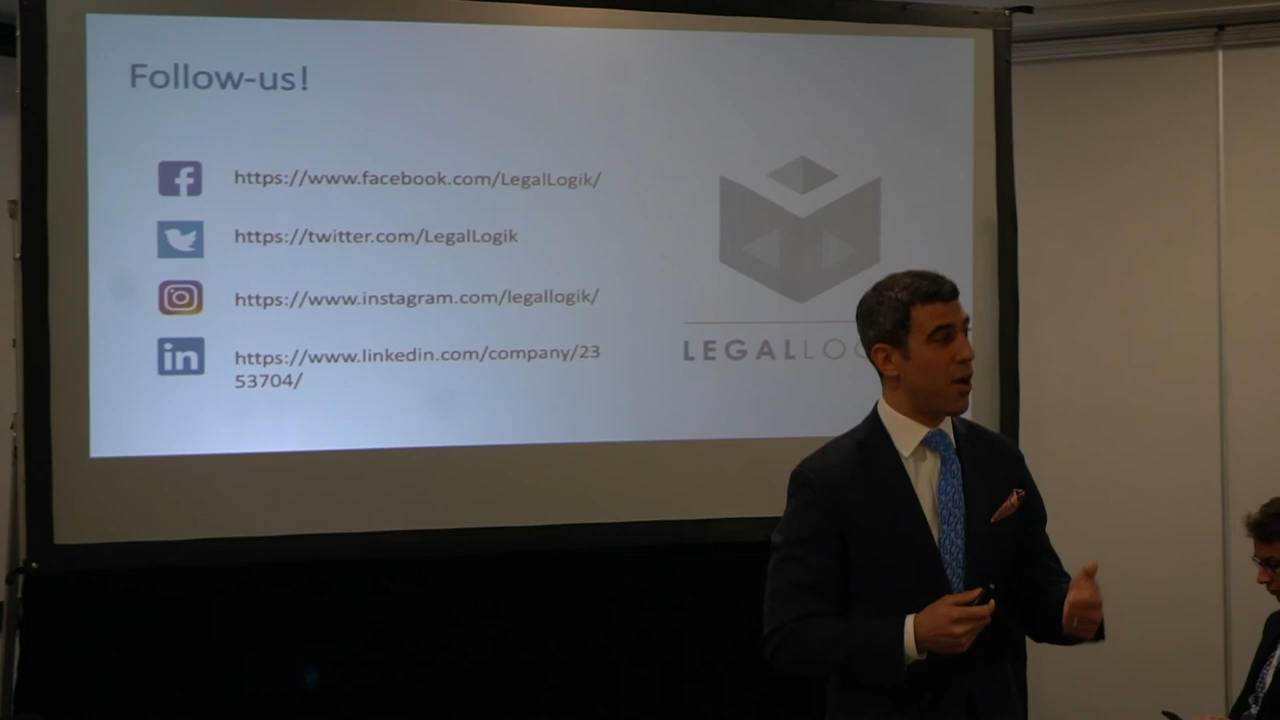 Follow-us!
https://www.facebook.com/LegalLogik/
https://twitter.com/LegalLogik
https://www.instagram.com/legallogik/
https://www.linkedin.com/company/23
53704/
LEGALLOG